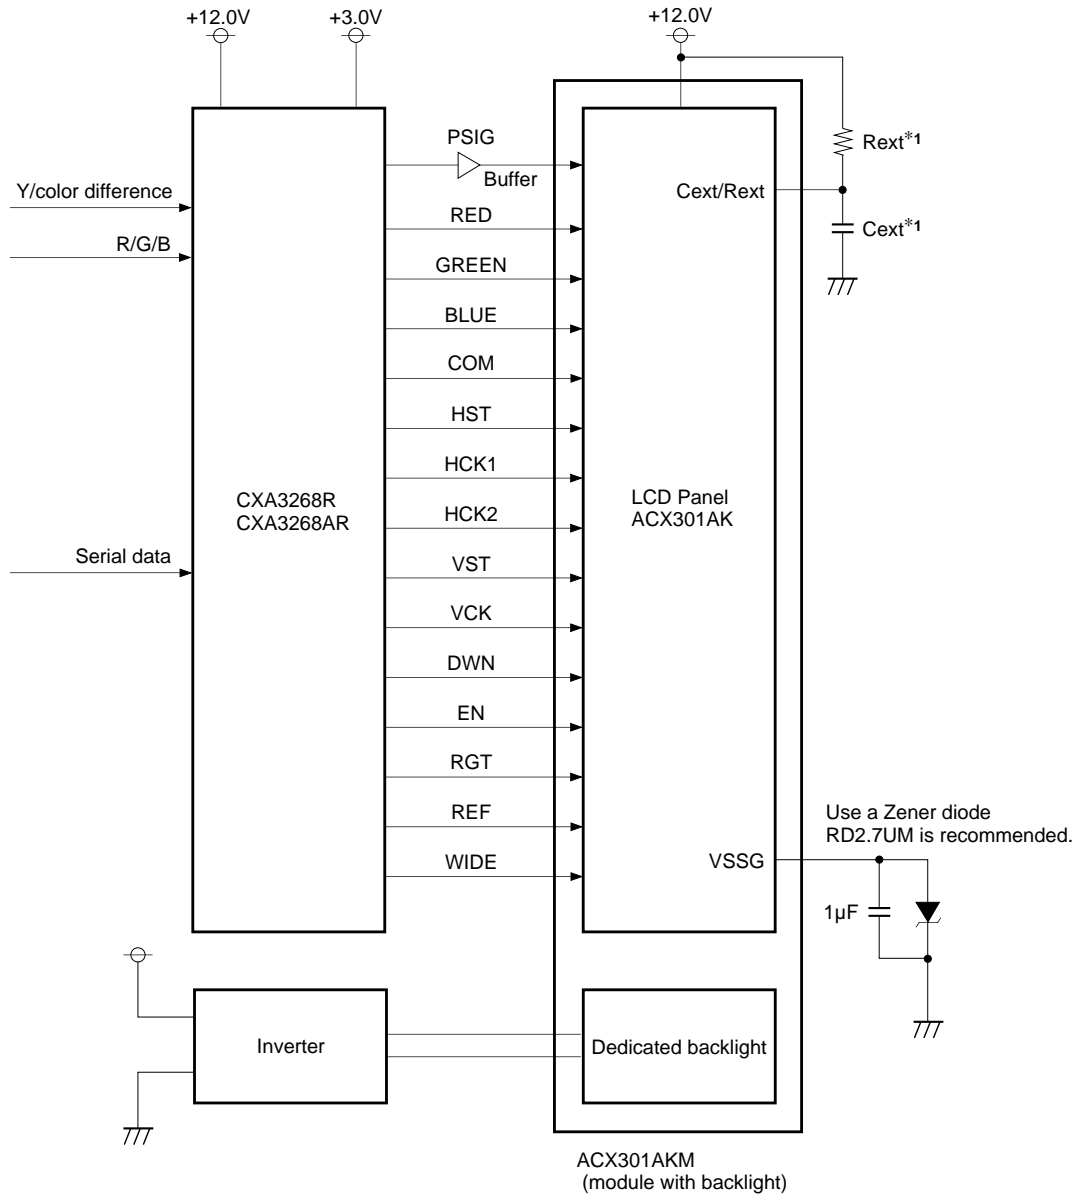 +12.0V
+3.0V
+12.0V
PSIG
Buffer
Rext*1
Y/color difference
Cext/Rext
RED
Cext*1
R/G/B
GREEN
BLUE
COM
HST
HCK1
CXA3268R
CXA3268AR
LCD Panel
ACX301AK
HCK2
Serial data
VST
VCK
DWN
EN
RGT
REF
Use a Zener diode
RD2.7UM is recommended.
WIDE
VSSG
1µF
Inverter
Dedicated backlight
ACX301AKM
(module with backlight)